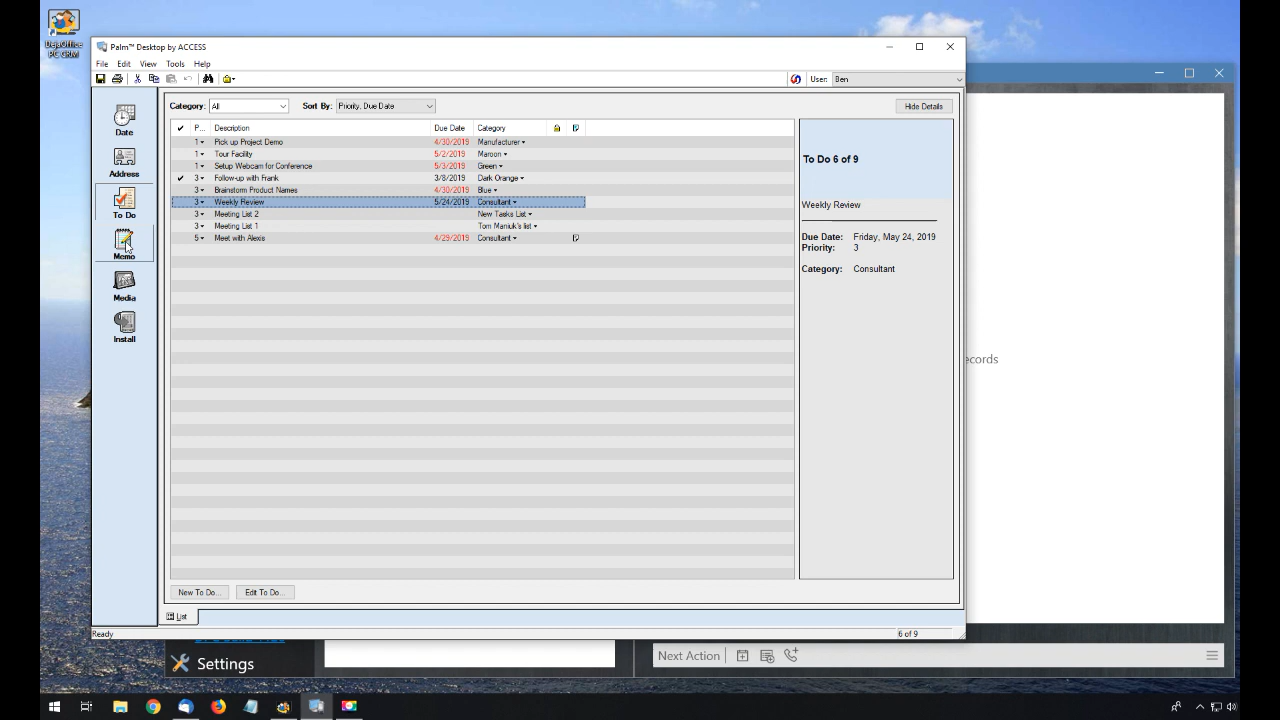 DejaOffice
PC CRM
Palm™ Desktop by ACCESS
File Edit View Tools Help
User: Ben
Category: All Sort By: Priority, Due Date Hide Details
Date
Address
To Do
Memo
Media
Install
✔ P... Description Due Date Category
1 Pick up Project Demo 4/30/2019 Manufacturer
1 Tour Facility 5/2/2019 Maroon
1 Setup Webcam for Conference 5/3/2019 Green
✔ 3 Follow-up with Frank 3/8/2019 Dark Orange
3 Brainstorm Product Names 4/30/2019 Blue
3 Weekly Review 5/24/2019 Consultant
3 Meeting List 2 New Tasks List
3 Meeting List 1 Tom Maniuk's list
5 Meet with Alexis 4/29/2019 Consultant
To Do 6 of 9
Weekly Review
Due Date: Friday, May 24, 2019
Priority: 3
Category: Consultant
ecords
New To Do... Edit To Do...
List
Ready 6 of 9
Settings
Next Action